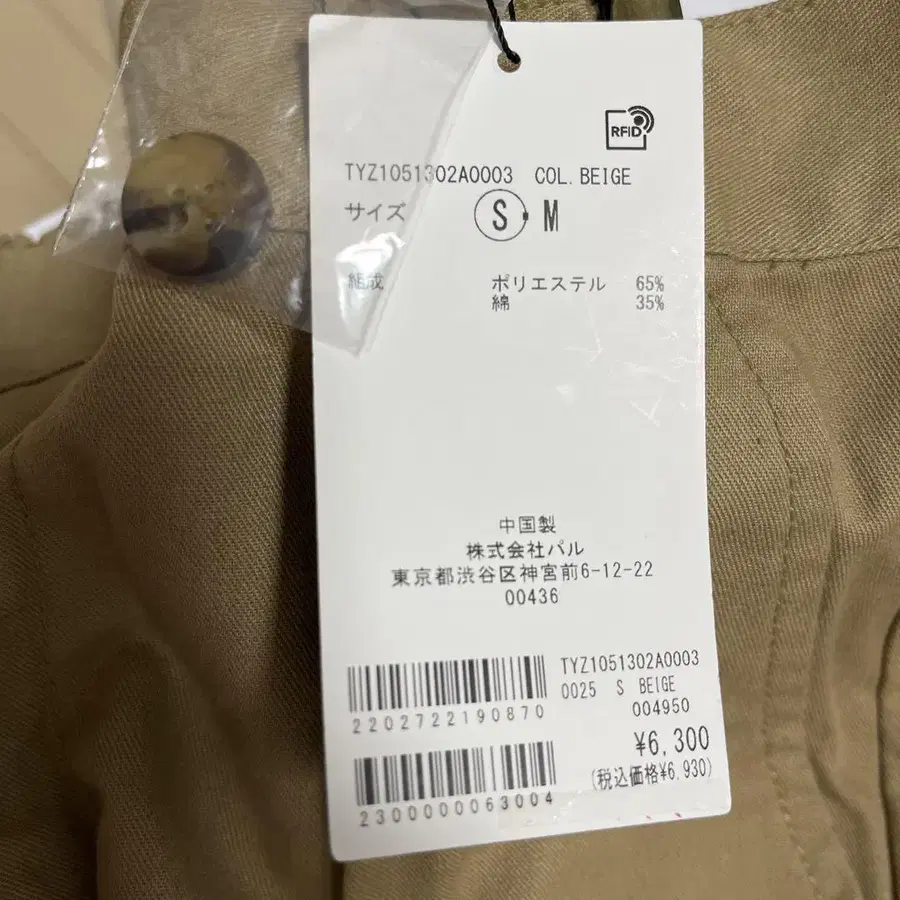 RFID
TYZ1051302A0003 COL.BEIGE
サイズ S・M
組成 ポリエステル 65%
綿 35%
中国製
株式会社パル
東京都渋谷区神宮前6-12-22
00436
TYZ1051302A0003
0025 S BEIGE
004950
2202722190870
¥6,300
(税込価格¥6,930)
2300000063004